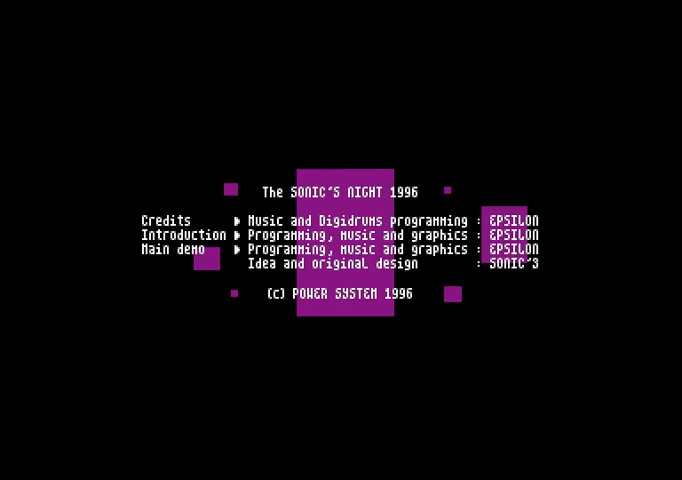 The SONIC'S NIGHT 1996
Credits ▶ Music and Digidrums programming : EPSILON
Introduction ▶ Programming, music and graphics : EPSILON
Main demo ▶ Programming, music and graphics : EPSILON
Idea and original design : SONIC'3
(c) POWER SYSTEM 1996